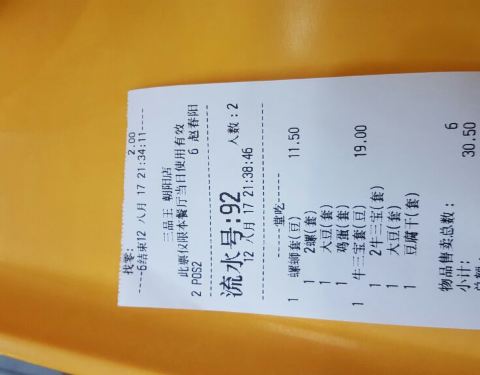 找零: 2.00
----6结束12 八月 17 21:34:11----
三品王 朝阳店
此票仅限本餐厅当日使用有效
2 POS2 6 赵春阳
流水号:92 人数:2
12 八月 17 21:38:46
-----堂吃-----
1 螺蛳套(豆) 11.50
1 2螺(套)
1 大豆(套)
1 鸡蛋(套)
1 牛三宝套(豆) 19.00
1 2牛三宝(套)
1 大豆(套)
1 豆腐干(套)
物品售卖总数: 6
小计: 30.50